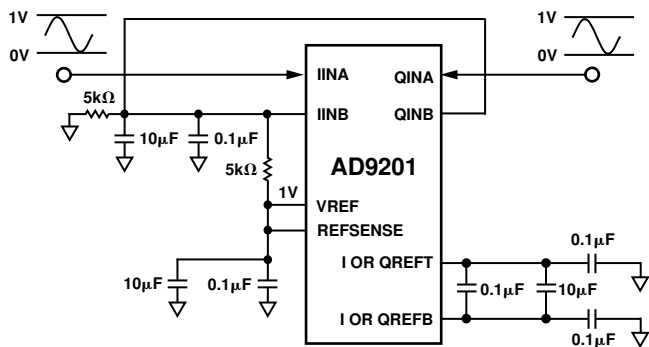 1V
0V
1V
0V
IINA
QINA
5kΩ
IINB
QINB
10µF
0.1µF
5kΩ
AD9201
1V
VREF
REFSENSE
0.1µF
I OR QREFT
10µF
0.1µF
0.1µF
10µF
I OR QREFB
0.1µF